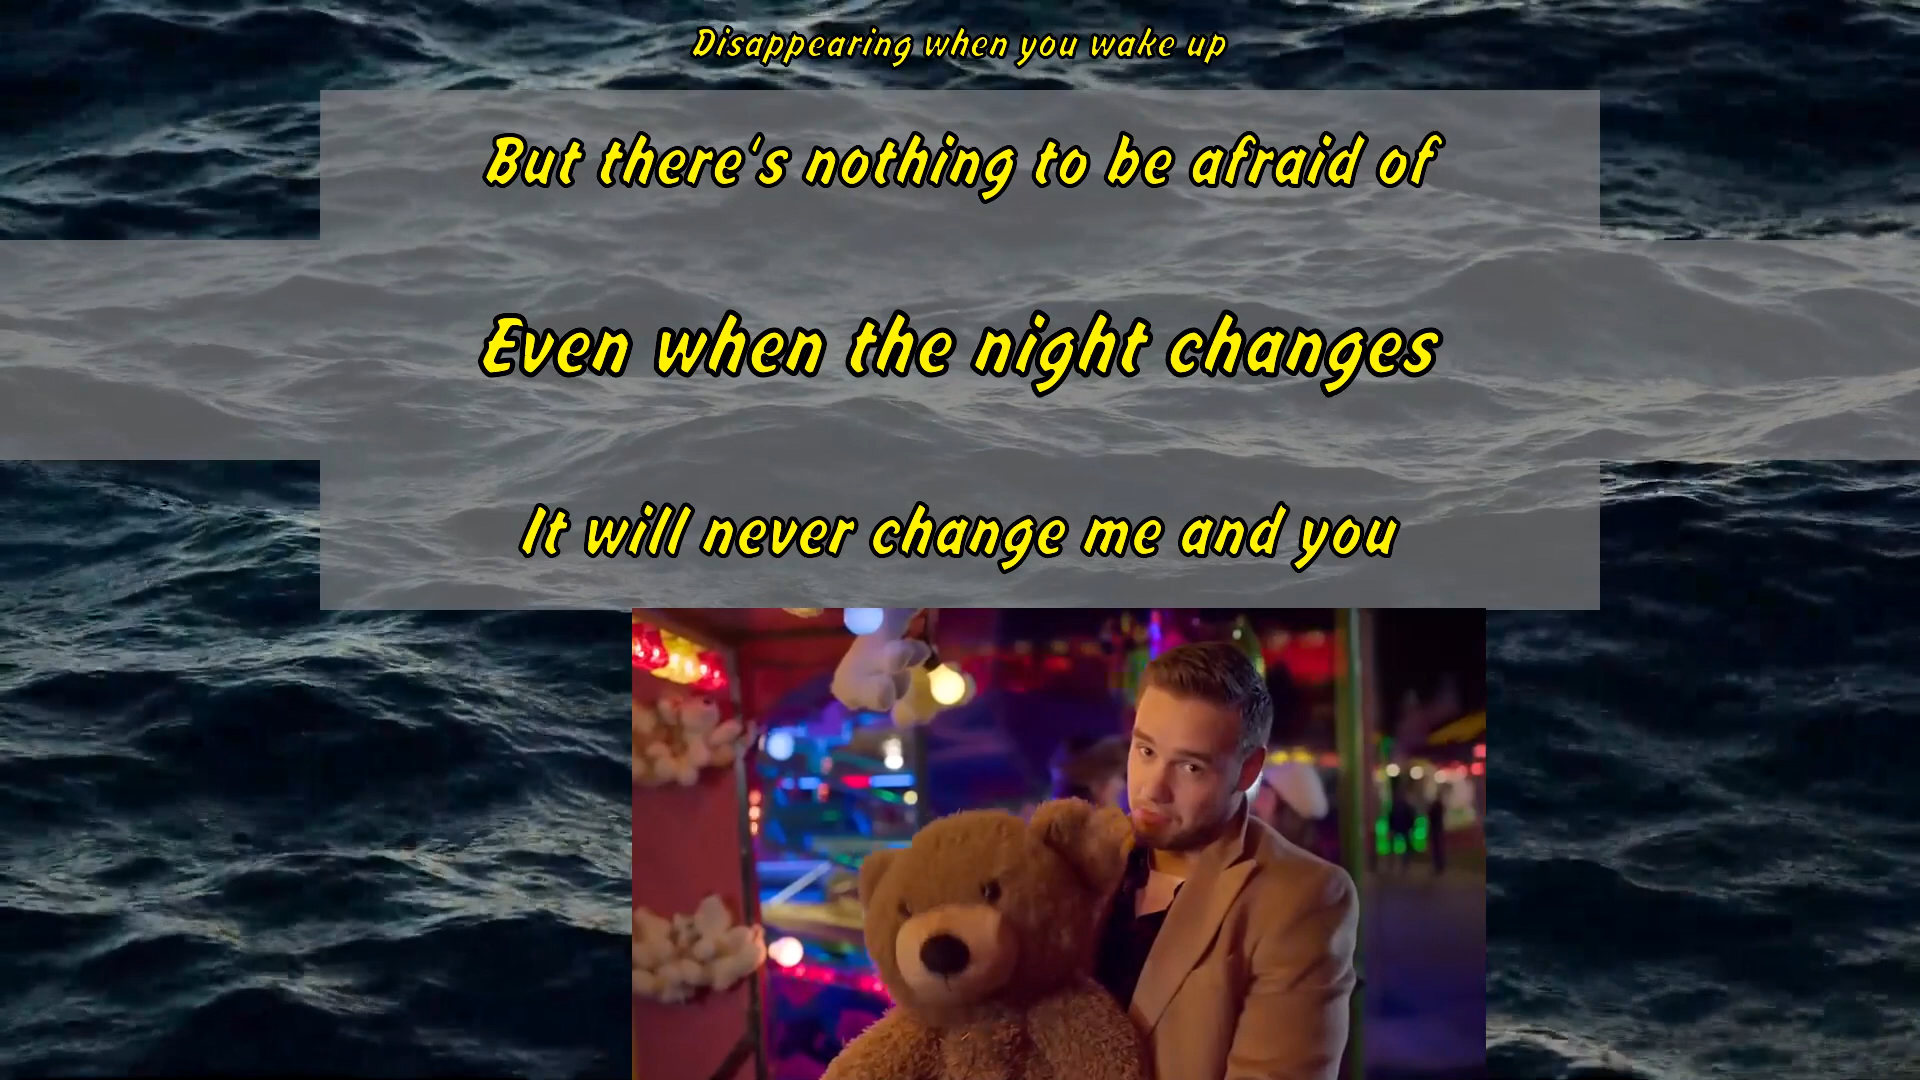 Disappearing when you wake up
But there's nothing to be afraid of
Even when the night changes
It will never change me and you